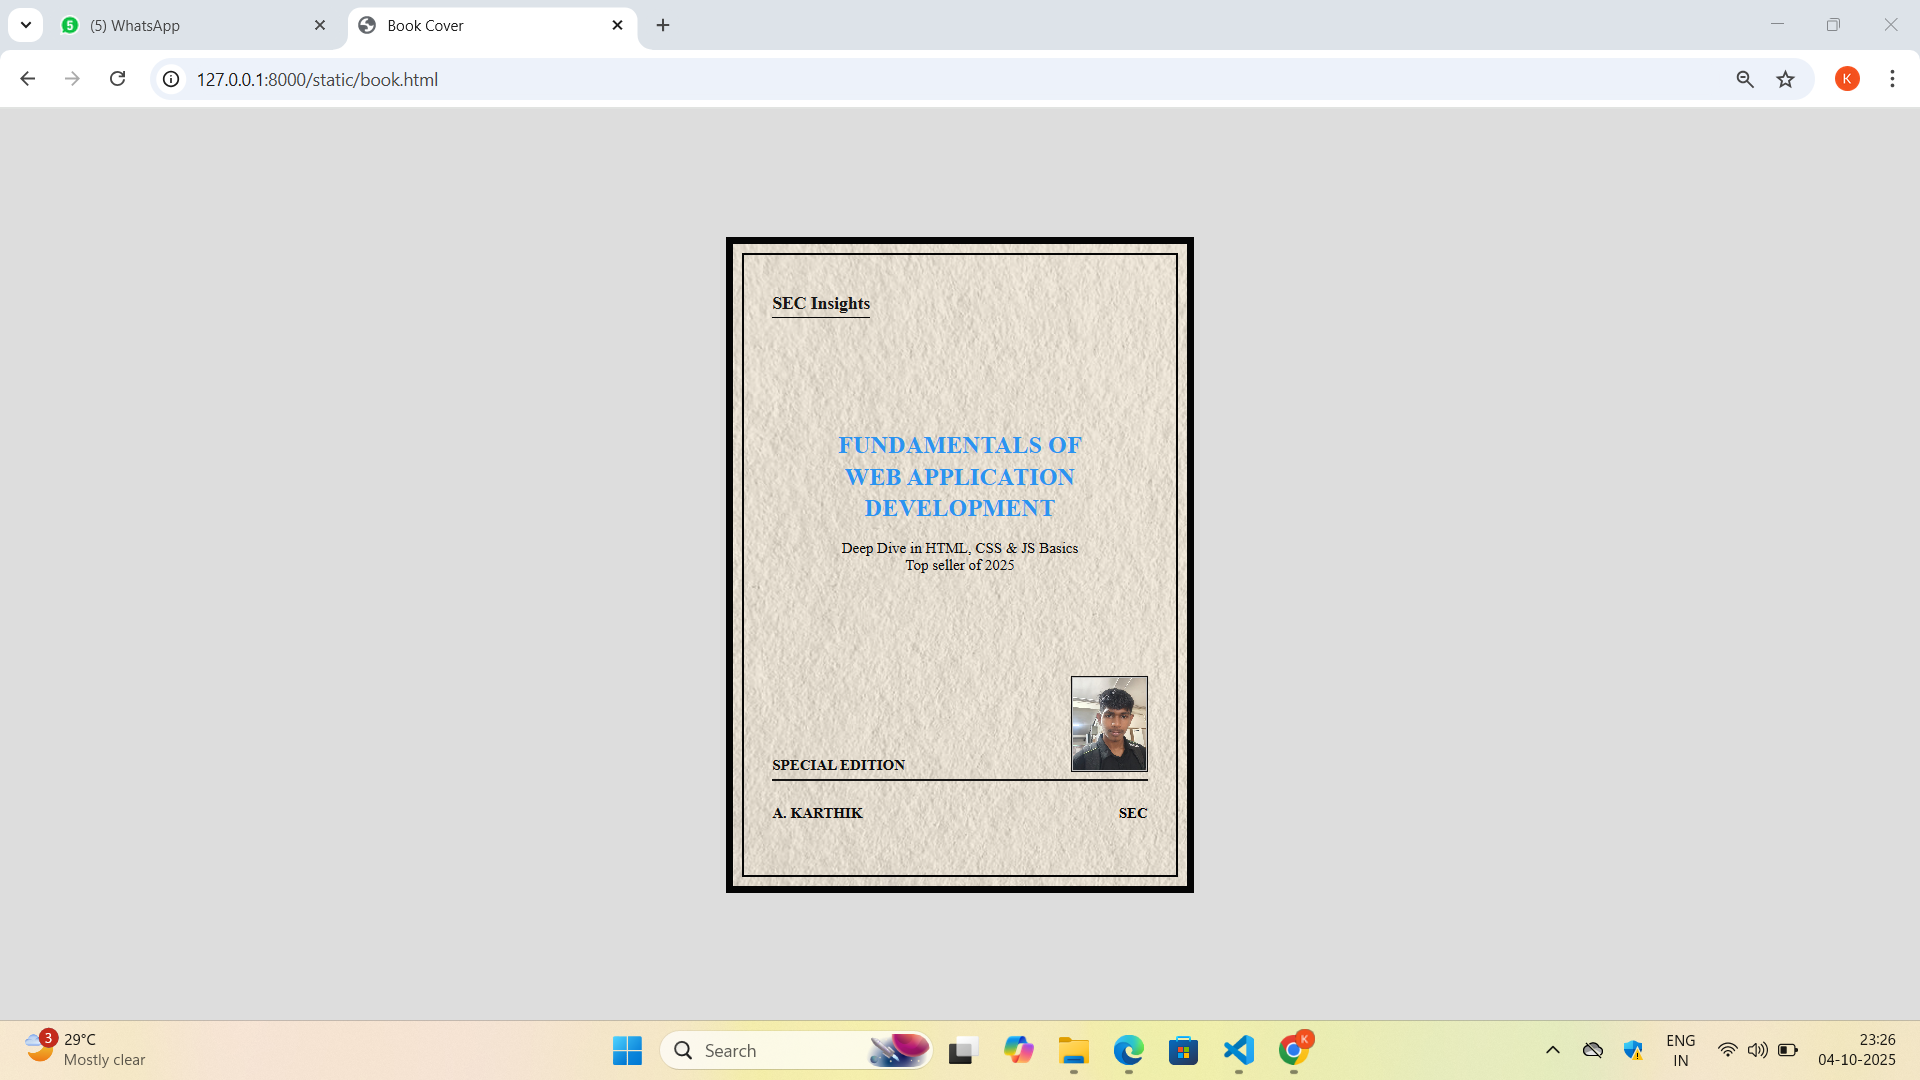 5
(5) WhatsApp
Book Cover
127.0.0.1:8000/static/book.html
K
SEC Insights
FUNDAMENTALS OF
WEB APPLICATION
DEVELOPMENT
Deep Dive in HTML, CSS & JS Basics
Top seller of 2025
SPECIAL EDITION
A. KARTHIK
SEC
3
29°C
Mostly clear
Search
K
ENG
IN
23:26
04-10-2025